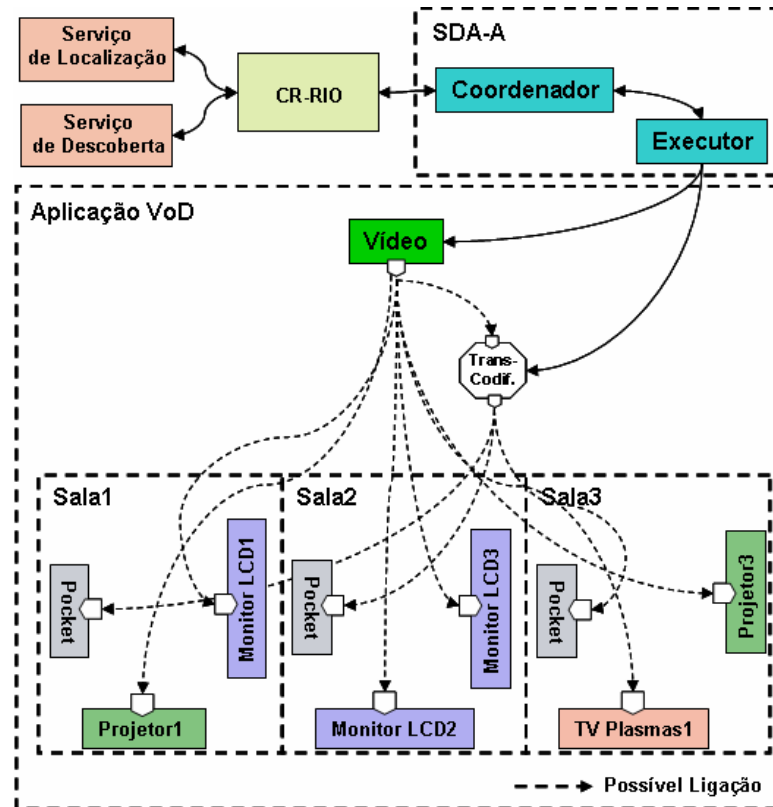 Serviço
de Localização
Serviço
de Descoberta
CR-RIO
SDA-A
Coordenador
Executor
Aplicação VoD
Vídeo
Trans-
Codif.
Sala1
Sala2
Sala3
Pocket
Monitor LCD1
Pocket
Monitor LCD3
Pocket
Projetor3
Projetor1
Monitor LCD2
TV Plasmas1
Possível Ligação